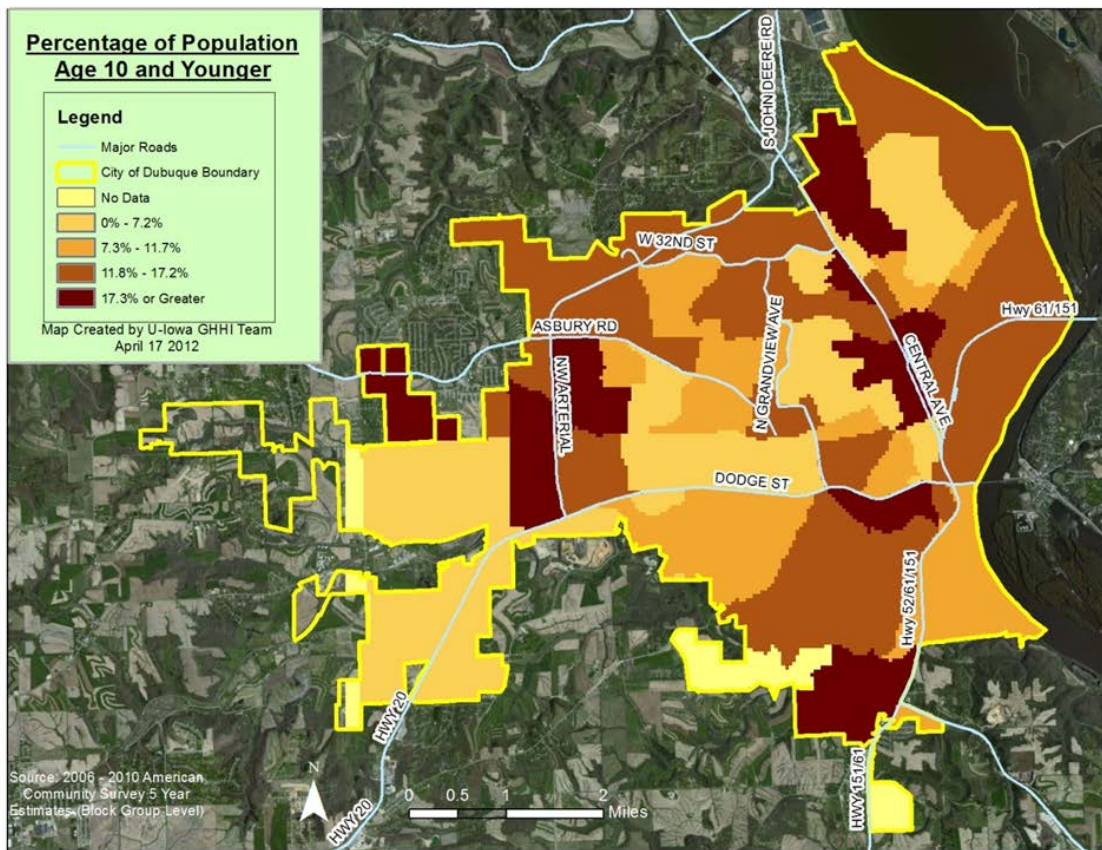 Percentage of Population
Age 10 and Younger
Legend
Major Roads
City of Dubuque Boundary
No Data
0% - 7.2%
7.3% - 11.7%
11.8% - 17.2%
17.3% or Greater
Map Created by U-Iowa GHHI Team
April 17 2012
S JOHN DEERE RD
W 32ND ST
Hwy 61/151
ASBURY RD
N GRANDVIEW AVE
CENTRAL AVE
NW ARTERIAL
DODGE ST
Hwy 52/61/151
HWY 20
HWY 151/61
HWY 20
Source: 2006 - 2010 American
Community Survey 5 Year
Estimates (Block Group Level)
N
0 0.5 1 2
Miles